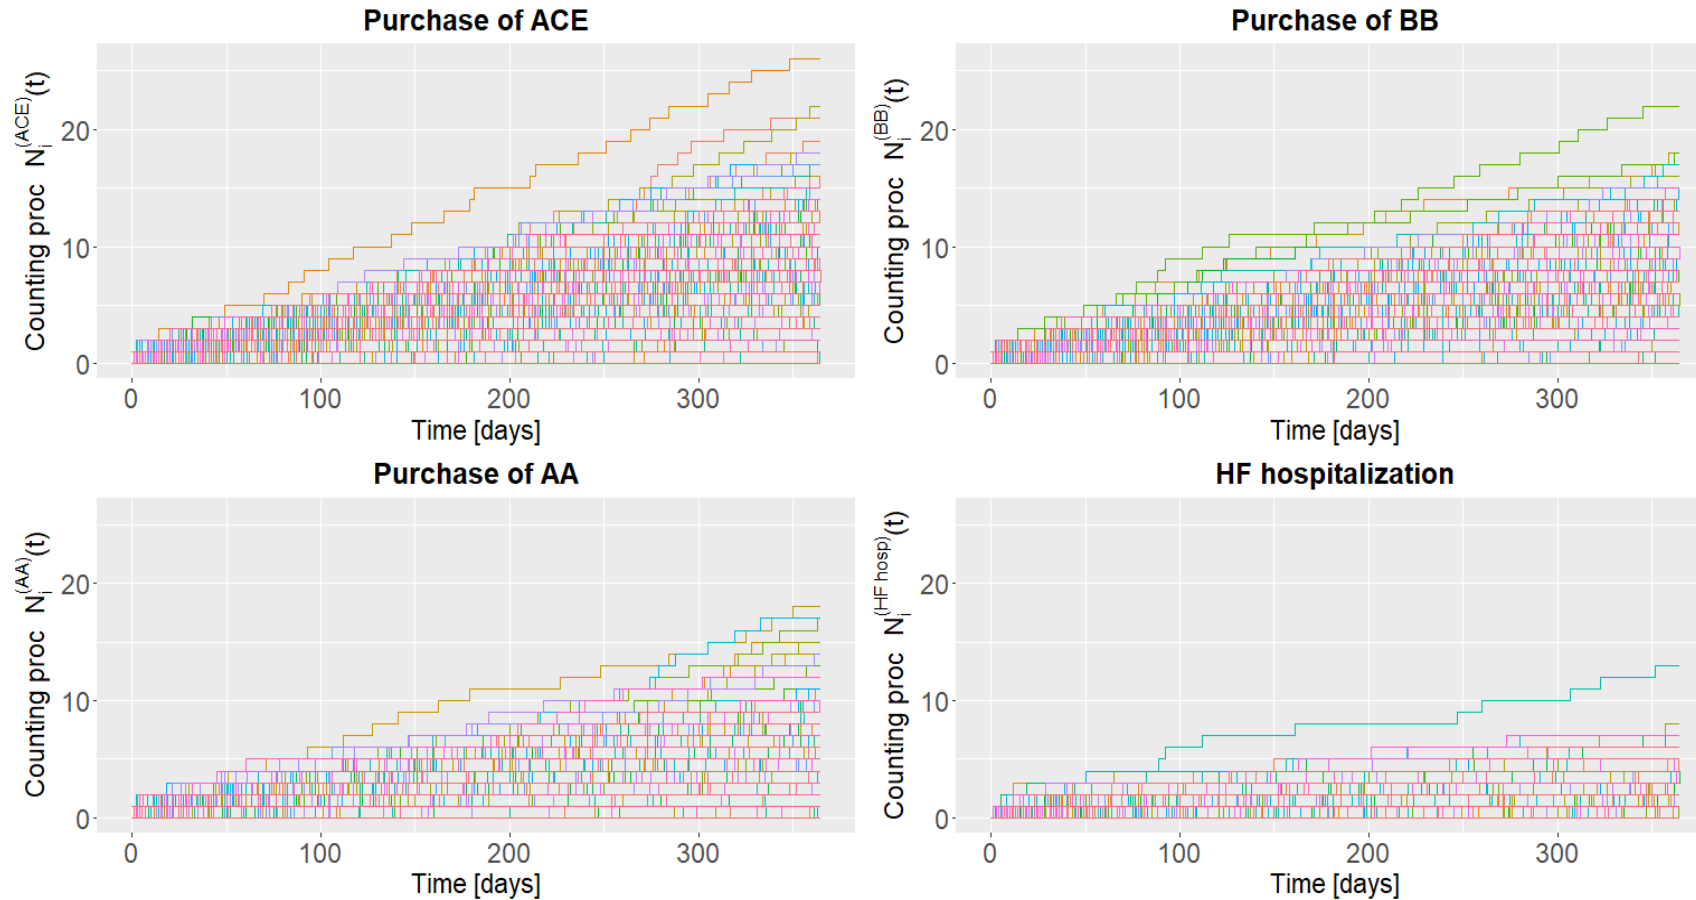 Purchase of ACE
Counting proc N_i^(ACE)(t)
20
10
0
0 100 200 300
Time [days]
Purchase of BB
Counting proc N_i^(BB)(t)
20
10
0
0 100 200 300
Time [days]
Purchase of AA
Counting proc N_i^(AA)(t)
20
10
0
0 100 200 300
Time [days]
HF hospitalization
Counting proc N_i^(HF hosp)(t)
20
10
0
0 100 200 300
Time [days]